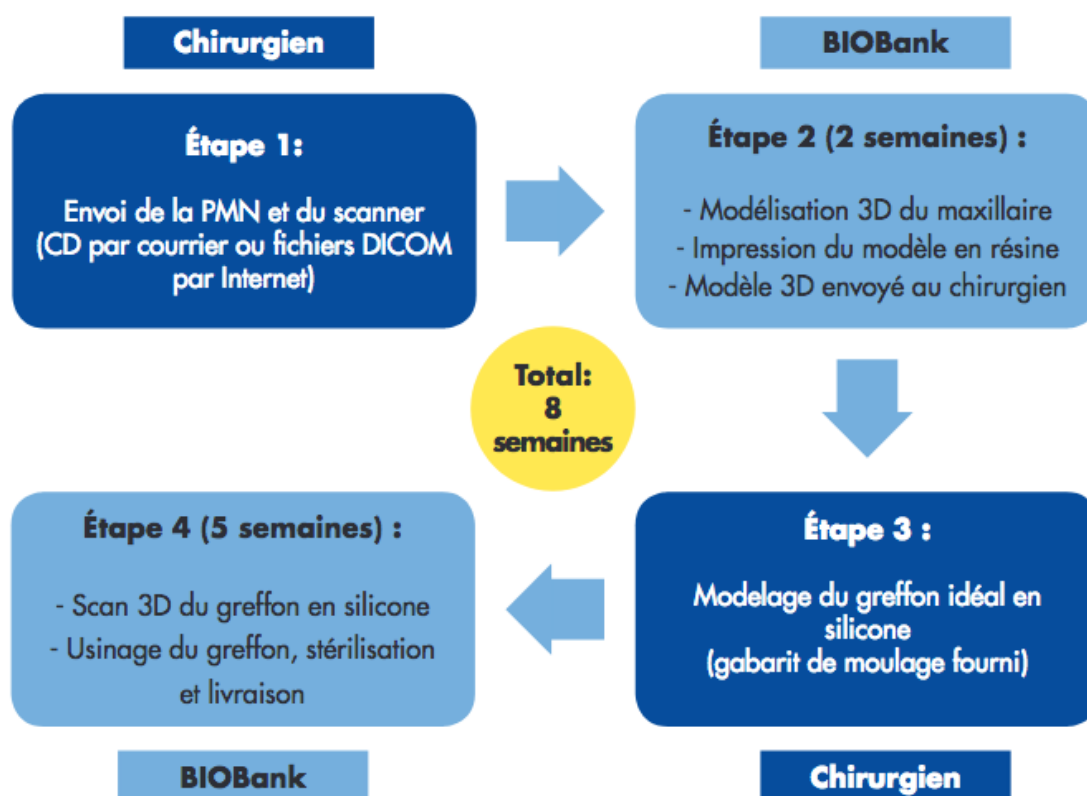 Chirurgien
Étape 1:
Envoi de la PMN et du scanner
(CD par courrier ou fichiers DICOM
par Internet)
BIOBank
Étape 2 (2 semaines) :
- Modélisation 3D du maxillaire
- Impression du modèle en résine
- Modèle 3D envoyé au chirurgien
Total:
8
semaines
Étape 3 :
Modelage du greffon idéal en
silicone
(gabarit de moulage fourni)
Chirurgien
Étape 4 (5 semaines) :
- Scan 3D du greffon en silicone
- Usinage du greffon, stérilisation
et livraison
BIOBank